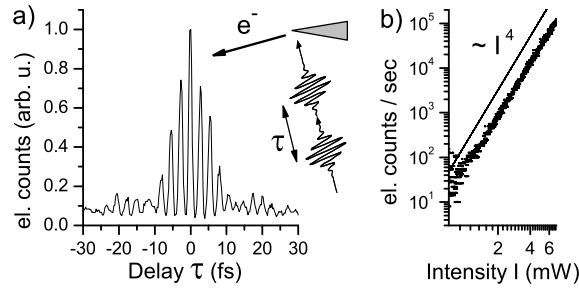 a)
b)
el. counts (arb. u.)
1.0
0.8
0.6
0.4
0.2
0.0
-30 -20 -10 0 10 20 30
Delay τ (fs)
e⁻
τ
el. counts / sec
10⁵
10⁴
10³
10²
10¹
~ I⁴
2 4 6
Intensity I (mW)